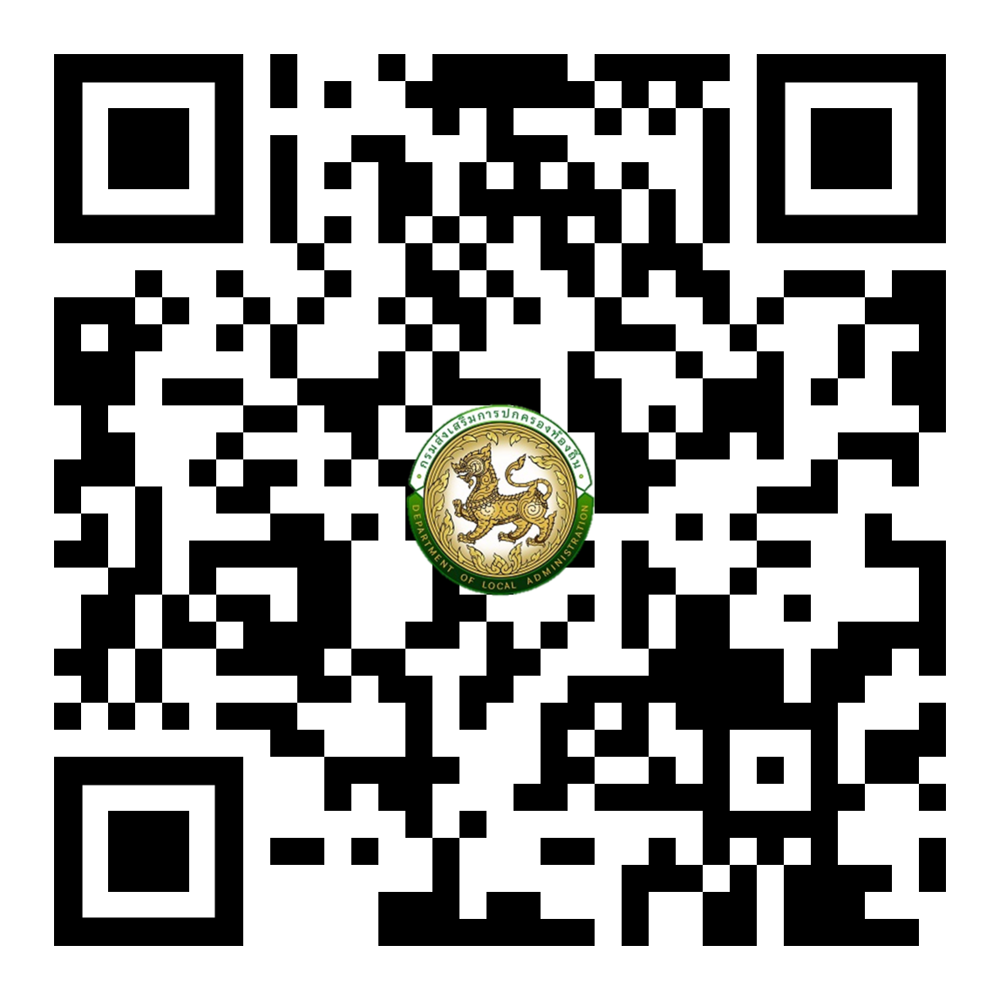 • กรมส่งเสริมการปกครองท้องถิ่น •
DEPARTMENT OF LOCAL ADMINISTRATION